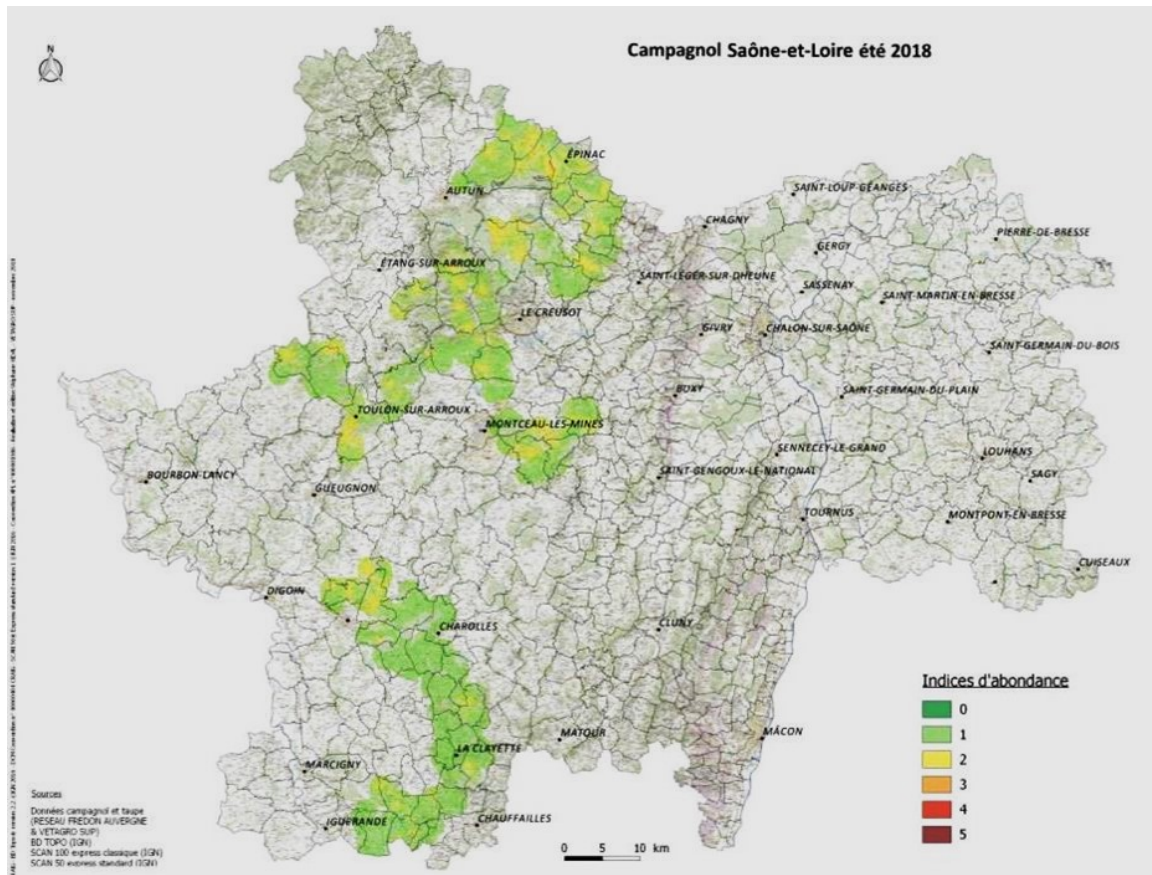 Campagnol Saône-et-Loire été 2018
N
ÉPINAC
AUTUN
SAINT-LOUP-GÉANGES
CHAGNY
PIERRE-DE-BRESSE
GERGY
ÉTANG-SUR-ARROUX
SAINT-LÉGER-SUR-DHEUNE
SASSENAY
SAINT-MARTIN-EN-BRESSE
LE CREUSOT
GIVRY
CHALON-SUR-SAÔNE
SAINT-GERMAIN-DU-BOIS
BUXY
SAINT-GERMAIN-DU-PLAIN
TOULON-SUR-ARROUX
MONTCEAU-LES-MINES
SENNECEY-LE-GRAND
LOUHANS
BOURBON-LANCY
SAINT-GENGOUX-LE-NATIONAL
SAGY
GUEUGNON
TOURNUS
MONTPONT-EN-BRESSE
CUISEAUX
DIGOIN
CHAROLLES
CLUNY
Indices d'abondance
0
1
2
3
4
5
MATOUR
MÂCON
LA CLAYETTE
MARCIGNY
IGUERANDE
CHAUFFAILLES
Sources
Données campagnol et taupe
(RESEAU FREDON AUVERGNE
& VETAGRO SUP)
BD TOPO (IGN)
SCAN 100 express classique (IGN)
SCAN 50 express standard (IGN)
0 5 10 km